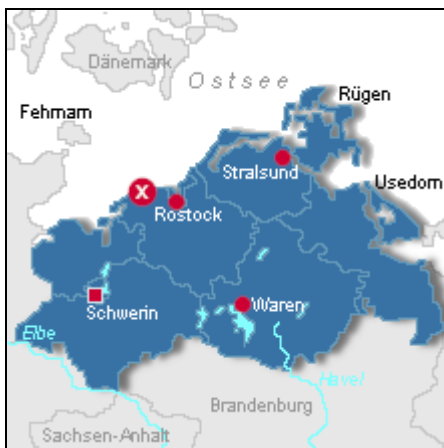 Dänemark
Ostsee
Rügen
Fehmarn
Stralsund
Usedom
X
Rostock
Schwerin
Waren
Elbe
Havel
Brandenburg
Sachsen-Anhalt